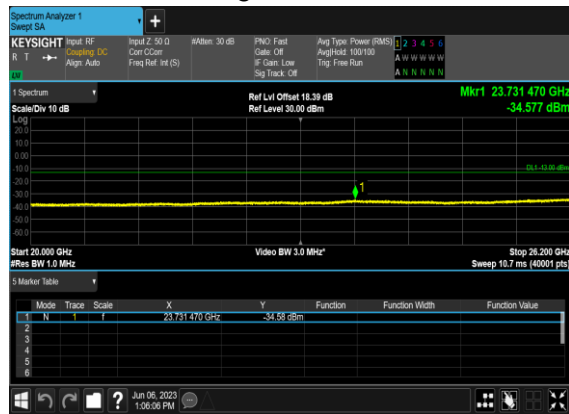 Spectrum Analyzer 1
Swept SA
+
KEYSIGHT Input: RF Input Z: 50 Ω #Atten: 30 dB PNO: Fast Avg Type: Power (RMS) 1 2 3 4 5 6
R T Coupling: DC Corr CCorr Gate: Off Avg|Hold: 100/100 A W W W W W
Align: Auto Freq Ref: Int (S) IF Gain: Low Trig: Free Run
Sig Track: Off A N N N N N
LXI
1 Spectrum
Ref Lvl Offset 18.39 dB Mkr1 23.731 470 GHz
Scale/Div 10 dB Ref Level 30.00 dBm -34.577 dBm
Log
20.0
10.0
0.00
-10.0
DL1 -13.00 dBm
-20.0
-30.0
1
-40.0
-50.0
-60.0
Start 20.000 GHz Video BW 3.0 MHz* Stop 26.200 GHz
#Res BW 1.0 MHz Sweep 10.7 ms (40001 pts)
5 Marker Table
Mode Trace Scale X Y Function Function Width Function Value
1 N 1 f 23.731 470 GHz -34.58 dBm
2
3
4
5
6
? Jun 06, 2023
1:06:06 PM